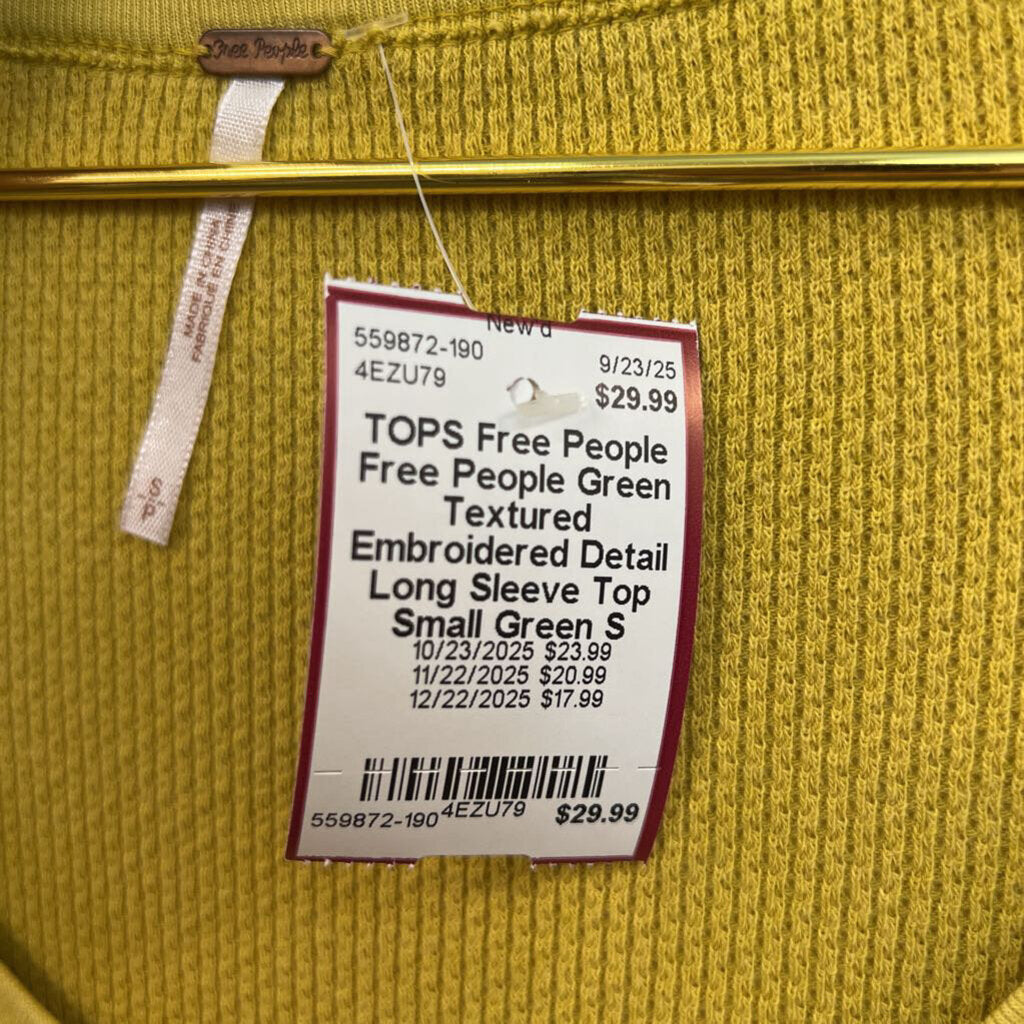 Free People
MADE IN CHINA
FABRIQUÉ EN CHINE
S/P
New
559872-190
9/23/25
4EZU79
$29.99
TOPS Free People
Free People Green
Textured
Embroidered Detail
Long Sleeve Top
Small Green S
10/23/2025 $23.99
11/22/2025 $20.99
12/22/2025 $17.99
4EZU79
559872-190
$29.99